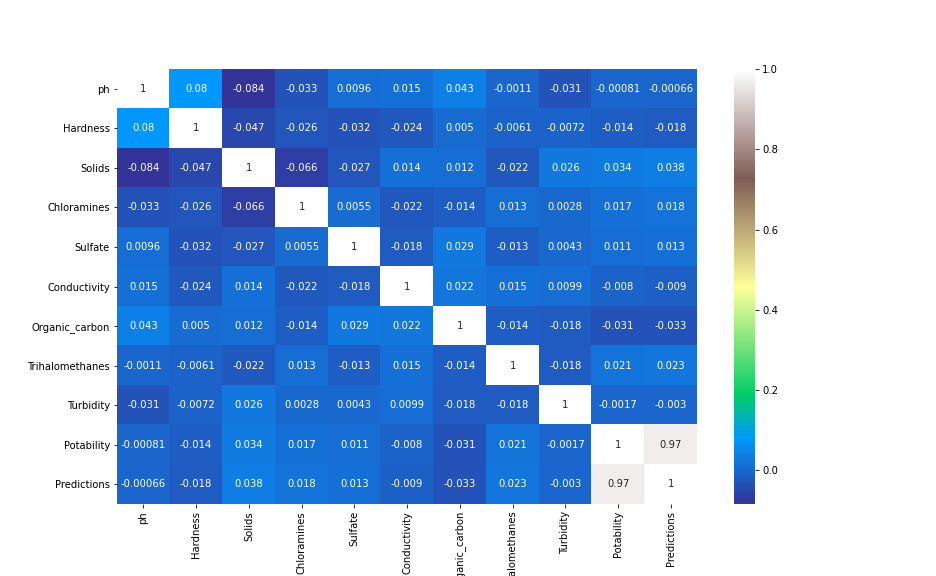 ph 1 0.08 -0.084 -0.033 0.0096 0.015 0.043 -0.0011 -0.031 -0.00081 -0.00066
Hardness 0.08 1 -0.047 -0.026 -0.032 -0.024 0.005 -0.0061 -0.0072 -0.014 -0.018
Solids -0.084 -0.047 1 -0.066 -0.027 0.014 0.012 -0.022 0.026 0.034 0.038
Chloramines -0.033 -0.026 -0.066 1 0.0055 -0.022 -0.014 0.013 0.0028 0.017 0.018
Sulfate 0.0096 -0.032 -0.027 0.0055 1 -0.018 0.029 -0.013 0.0043 0.011 0.013
Conductivity 0.015 -0.024 0.014 -0.022 -0.018 1 0.022 0.015 0.0099 -0.008 -0.009
Organic_carbon 0.043 0.005 0.012 -0.014 0.029 0.022 1 -0.014 -0.018 -0.031 -0.033
Trihalomethanes -0.0011 -0.0061 -0.022 0.013 -0.013 0.015 -0.014 1 -0.018 0.021 0.023
Turbidity -0.031 -0.0072 0.026 0.0028 0.0043 0.0099 -0.018 -0.018 1 -0.0017 -0.003
Potability -0.00081 -0.014 0.034 0.017 0.011 -0.008 -0.031 0.021 -0.0017 1 0.97
Predictions -0.00066 -0.018 0.038 0.018 0.013 -0.009 -0.033 0.023 -0.003 0.97 1
ph
Hardness
Solids
Chloramines
Sulfate
Conductivity
ganic_carbon
alomethanes
Turbidity
Potability
Predictions
1.0
0.8
0.6
0.4
0.2
0.0